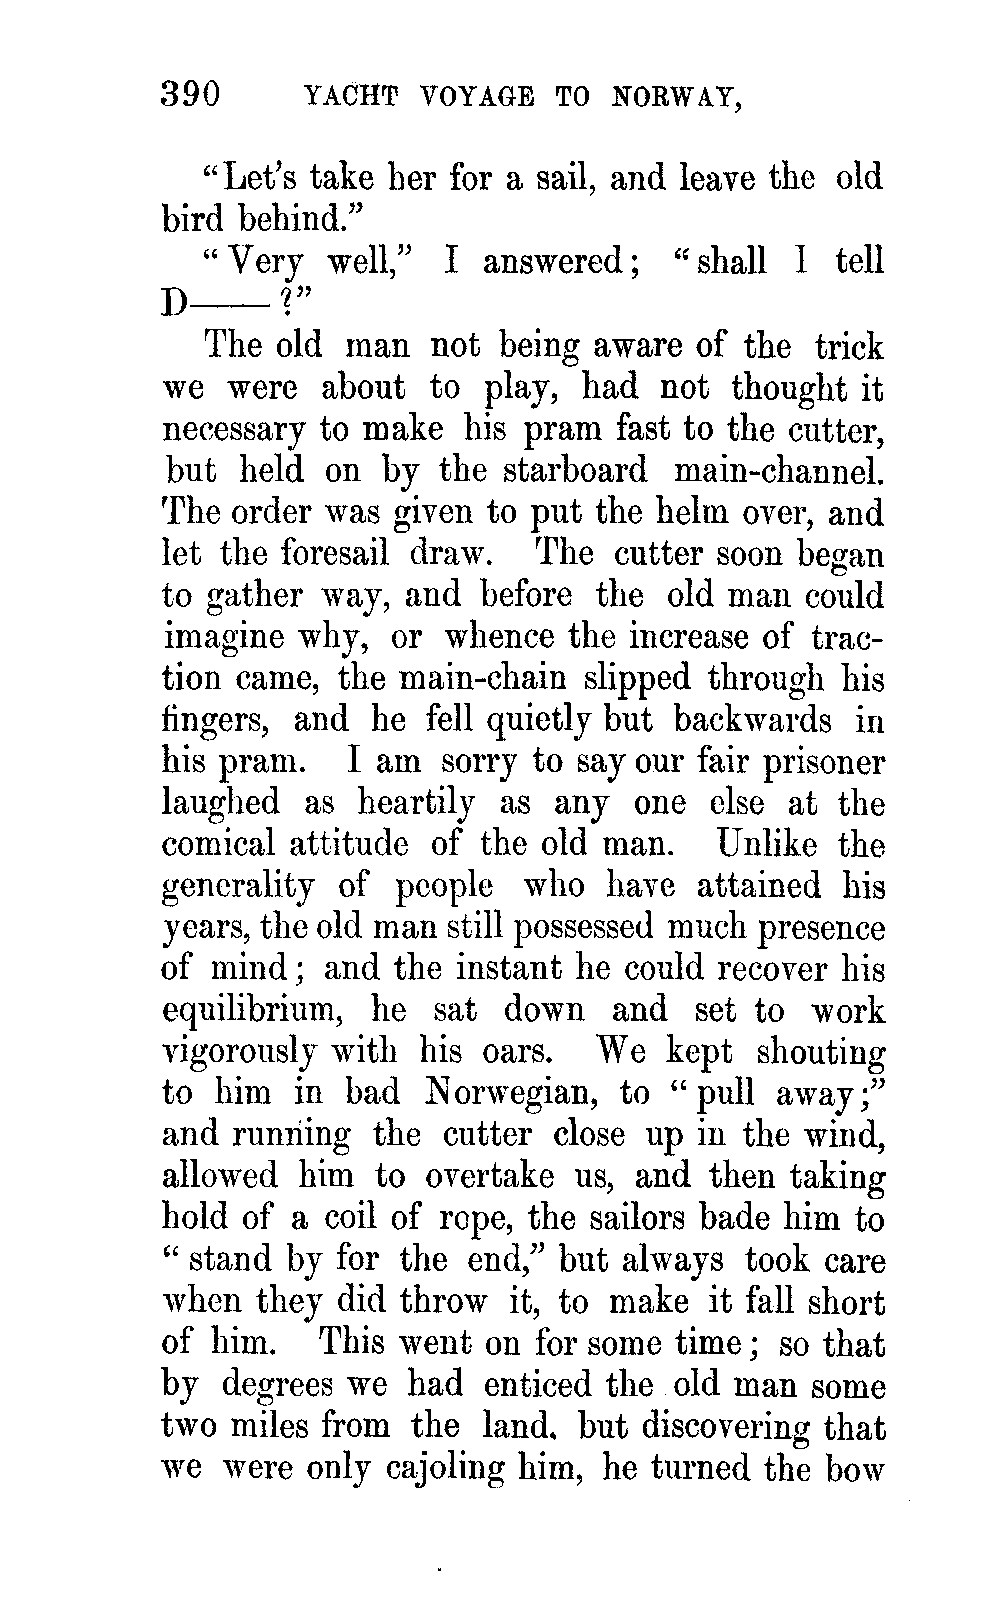 390 YACHT VOYAGE TO NORWAY,
"Let's take her for a sail, and leave the old
bird behind."
"Very well," I answered; "shall I tell
D—— ?"
The old man not being aware of the trick
we were about to play, had not thought it
necessary to make his pram fast to the cutter,
but held on by the starboard main-channel.
The order was given to put the helm over, and
let the foresail draw. The cutter soon began
to gather way, and before the old man could
imagine why, or whence the increase of trac-
tion came, the main-chain slipped through his
fingers, and he fell quietly but backwards in
his pram. I am sorry to say our fair prisoner
laughed as heartily as any one else at the
comical attitude of the old man. Unlike the
generality of people who have attained his
years, the old man still possessed much presence
of mind; and the instant he could recover his
equilibrium, he sat down and set to work
vigorously with his oars. We kept shouting
to him in bad Norwegian, to "pull away;"
and running the cutter close up in the wind,
allowed him to overtake us, and then taking
hold of a coil of rope, the sailors bade him to
"stand by for the end," but always took care
when they did throw it, to make it fall short
of him. This went on for some time; so that
by degrees we had enticed the old man some
two miles from the land, but discovering that
we were only cajoling him, he turned the bow